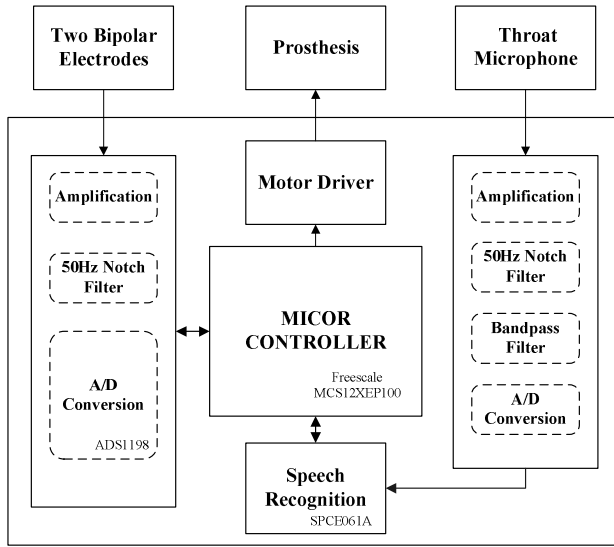 Two Bipolar
Electrodes
Prosthesis
Throat
Microphone
Amplification
50Hz Notch
Filter
A/D
Conversion
ADS1198
Motor Driver
MICOR
CONTROLLER
Freescale
MCS12XEP100
Speech
Recognition
SPCE061A
Amplification
50Hz Notch
Filter
Bandpass
Filter
A/D
Conversion